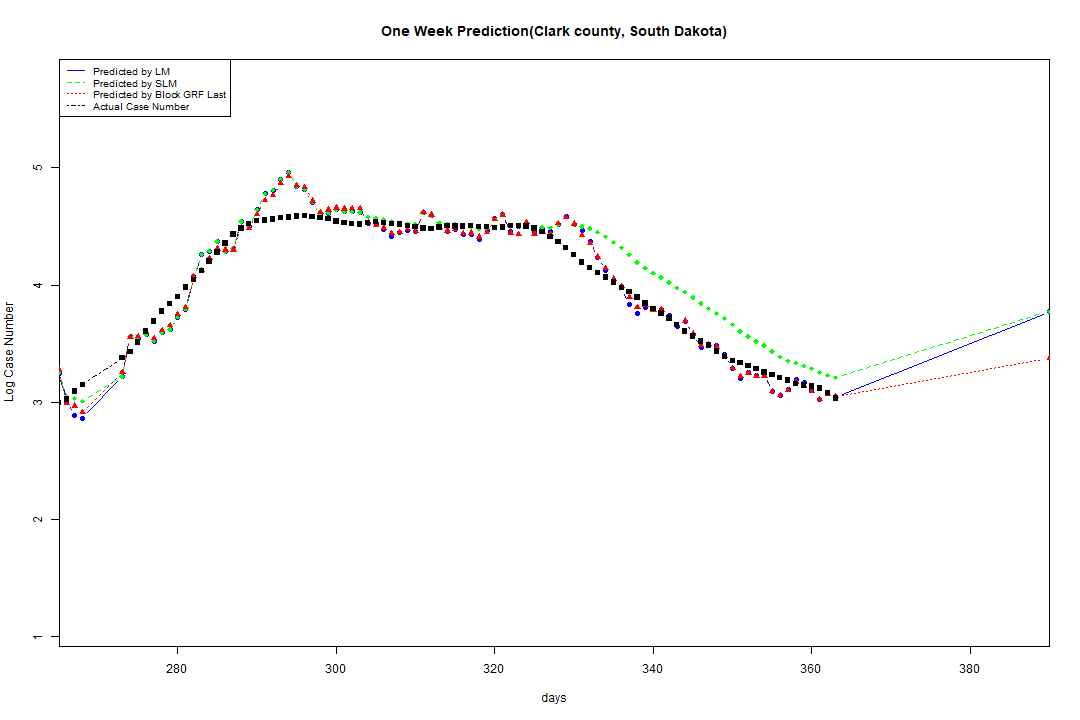 One Week Prediction(Clark county, South Dakota)
Predicted by LM
Predicted by SLM
Predicted by Block GRF Last
Actual Case Number
5
4
3
2
1
Log Case Number
280 300 320 340 360 380
days